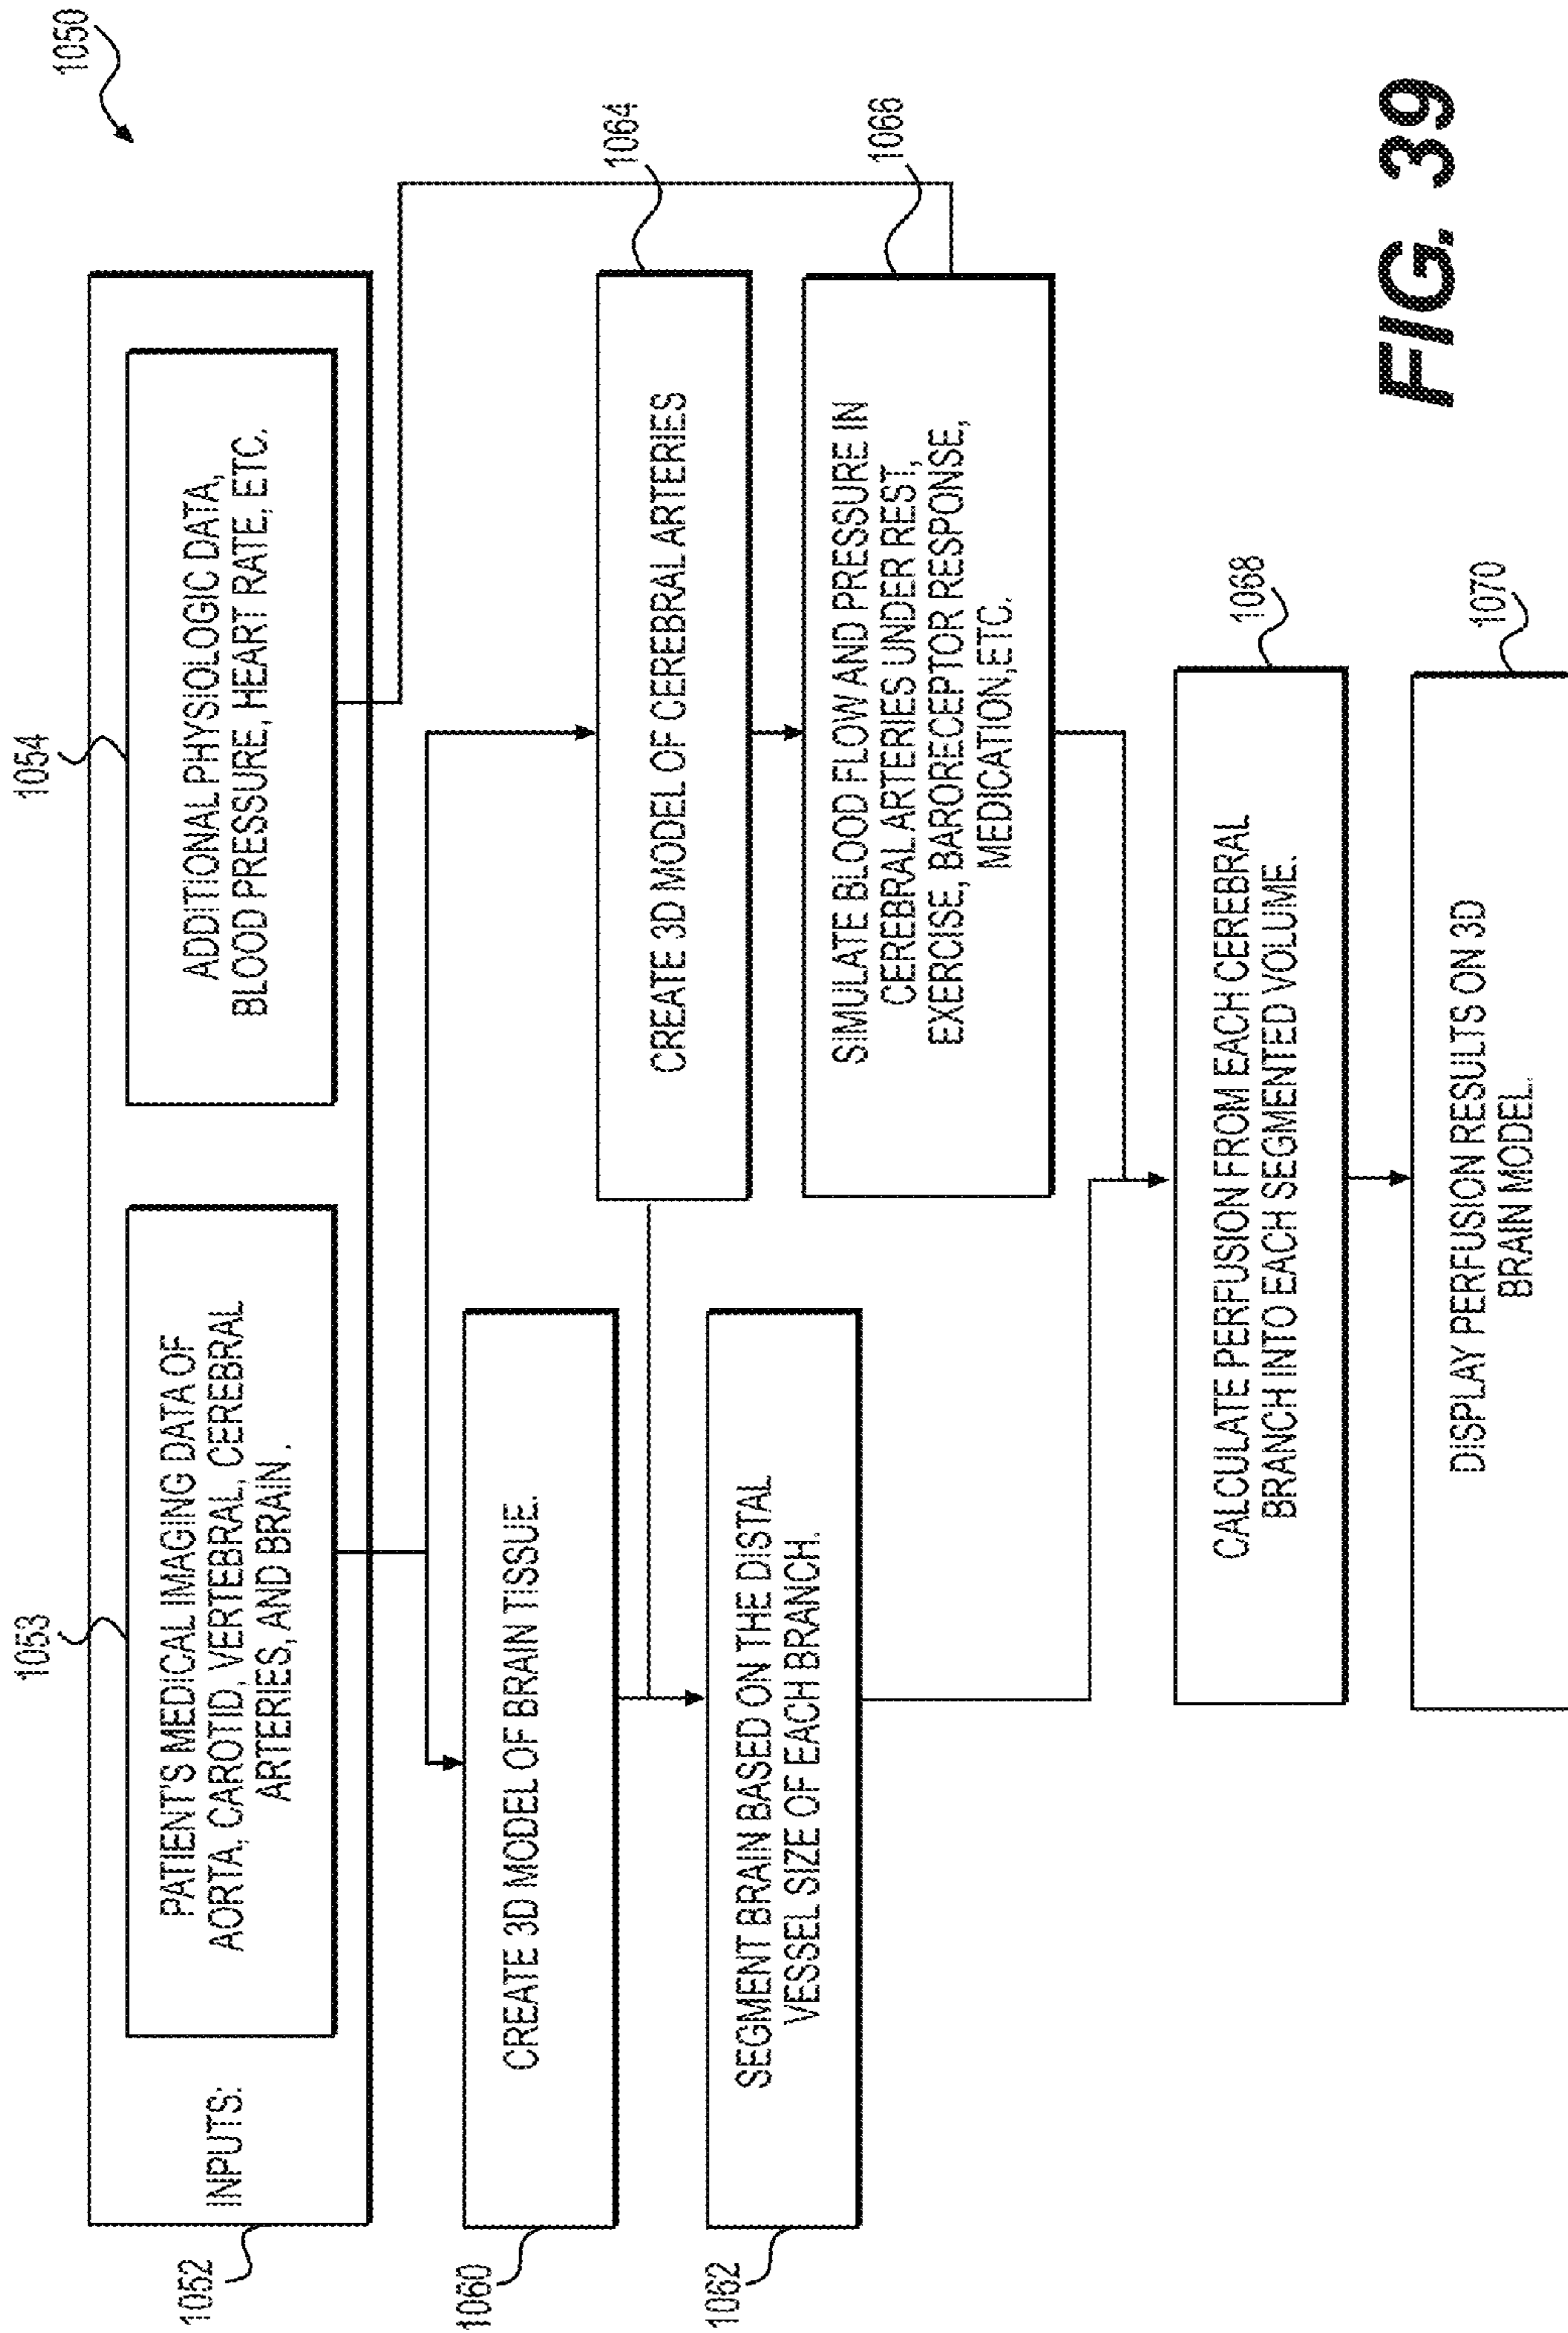 1050
1054
ADDITIONAL PHYSIOLOGIC DATA,
BLOOD PRESSURE, HEART RATE, ETC.
1053
PATIENT'S MEDICAL IMAGING DATA OF
AORTA, CAROTID, VERTEBRAL, CEREBRAL
ARTERIES, AND BRAIN .
INPUTS:
1052
1060
CREATE 3D MODEL OF BRAIN TISSUE.
1062
SEGMENT BRAIN BASED ON THE DISTAL
VESSEL SIZE OF EACH BRANCH.
1064
CREATE 3D MODEL OF CEREBRAL ARTERIES
1066
SIMULATE BLOOD FLOW AND PRESSURE IN
CEREBRAL ARTERIES UNDER REST,
EXERCISE, BARORECEPTOR RESPONSE,
MEDICATION,ETC.
1068
CALCULATE PERFUSION FROM EACH CEREBRAL
BRANCH INTO EACH SEGMENTED VOLUME.
1070
DISPLAY PERFUSION RESULTS ON 3D
BRAIN MODEL.
FIG. 39